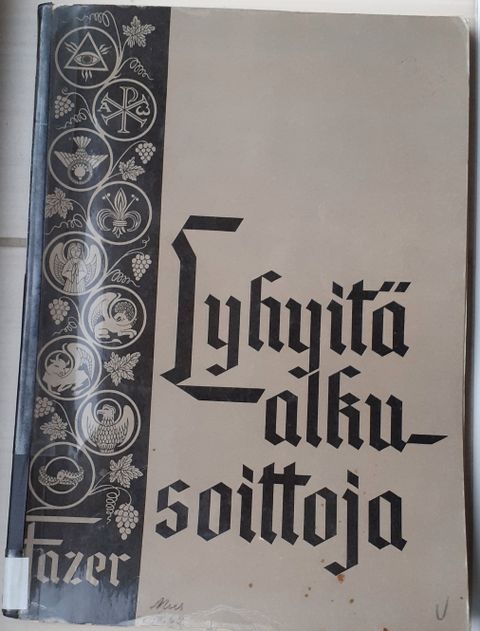 Lyhyitä
alku-
soittoja
Fazer